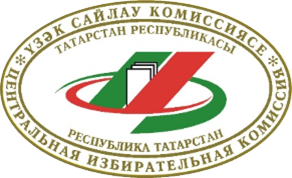 ҮЗӘК САЙЛАУ КОМИССИЯСЕ
ТАТАРСТАН РЕСПУБЛИКАСЫ
РЕСПУБЛИКА ТАТАРСТАН
ЦЕНТРАЛЬНАЯ ИЗБИРАТЕЛЬНАЯ КОМИССИЯ